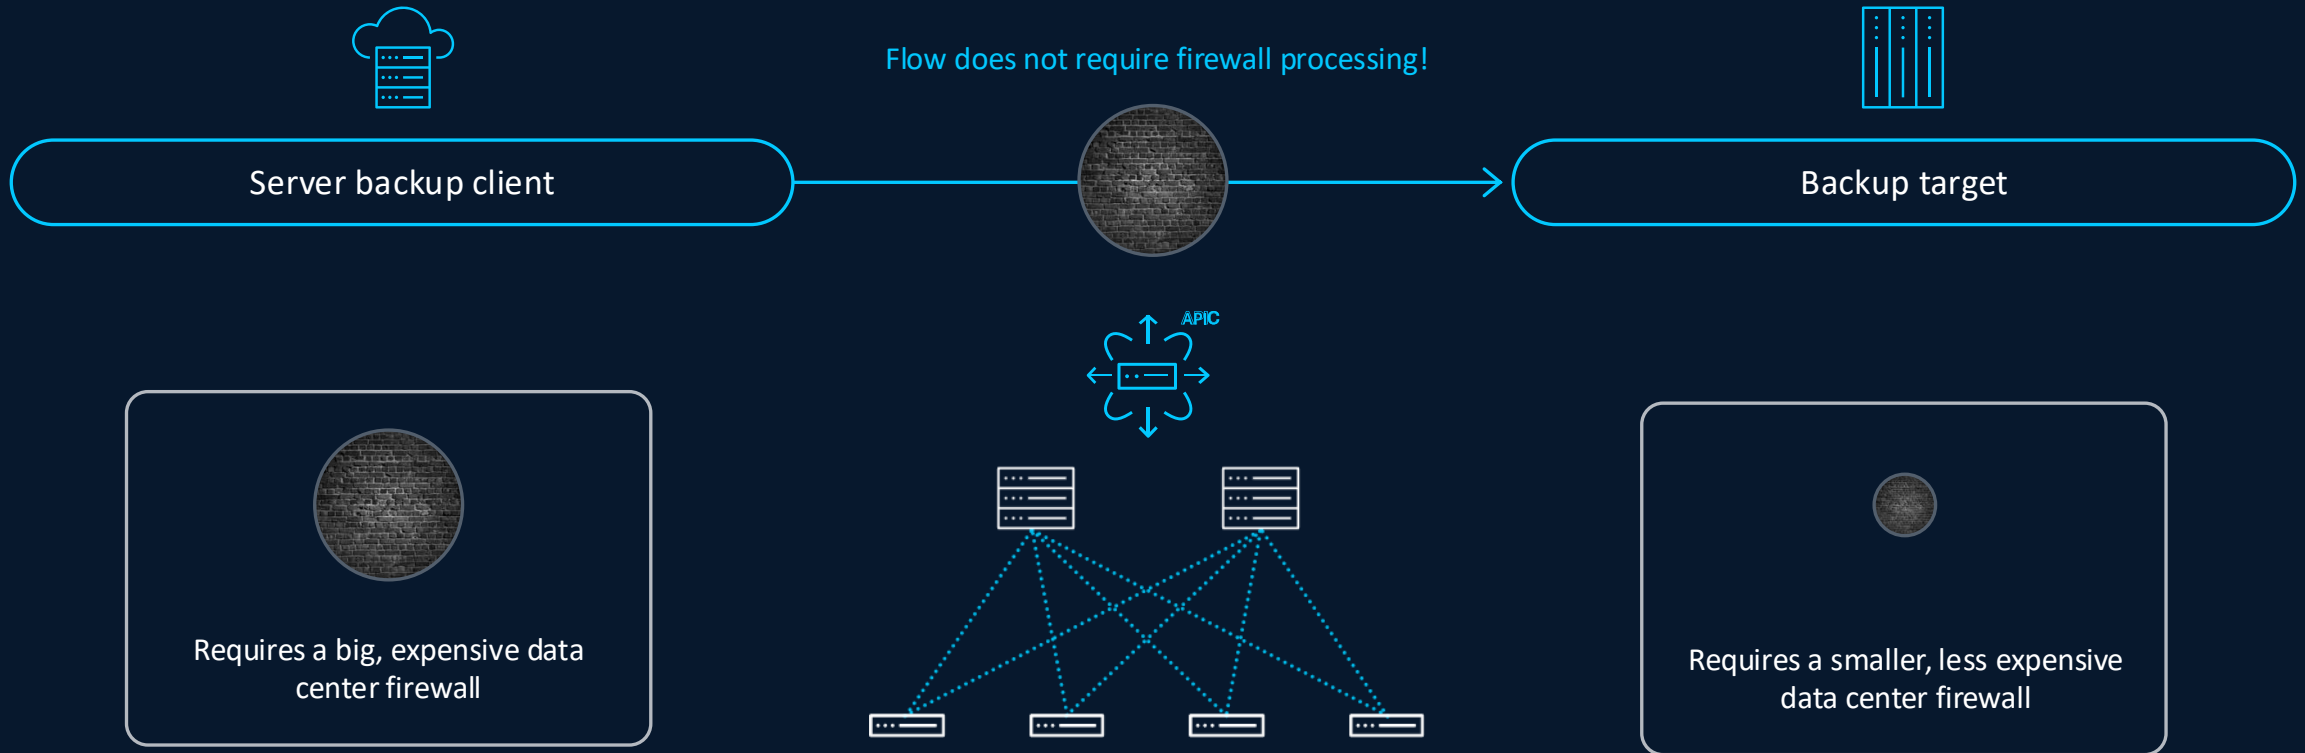 Flow does not require firewall processing!
Server backup client
Backup target
APIC
Requires a big, expensive data
center firewall
Requires a smaller, less expensive
data center firewall